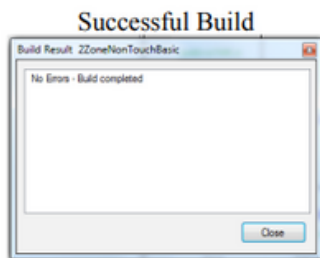 Successful Build
Build Result 2ZoneNonTouchBasic
No Errors - Build completed
Close